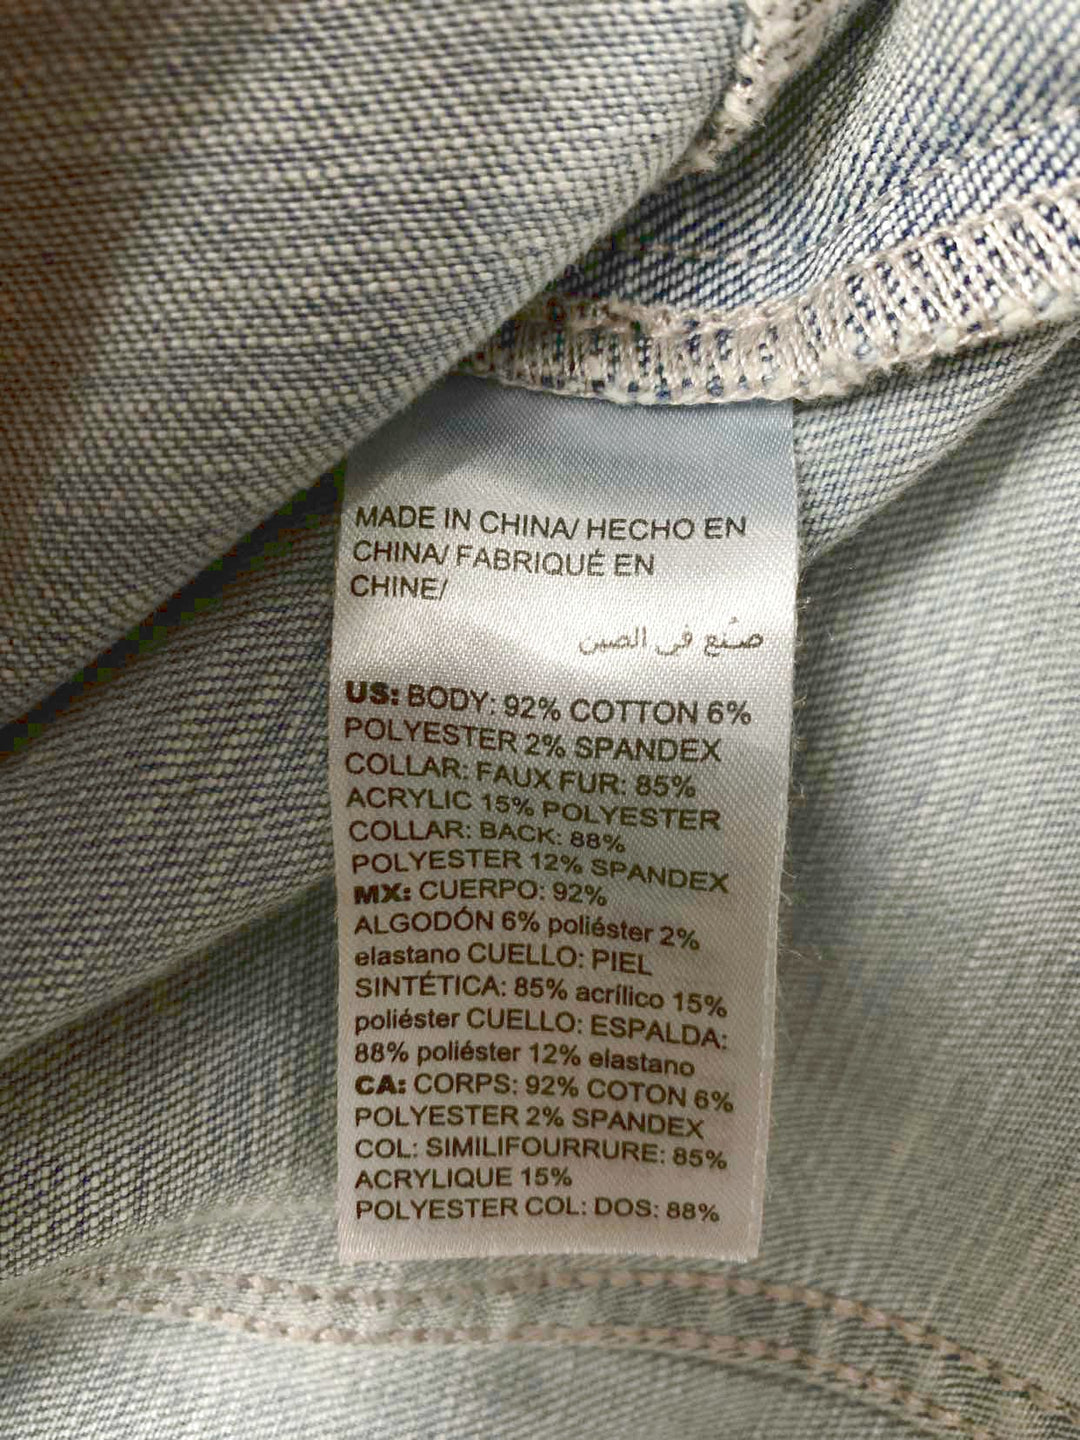 MADE IN CHINA/ HECHO EN
CHINA/ FABRIQUÉ EN
CHINE/
صنع في الصين
US: BODY: 92% COTTON 6%
POLYESTER 2% SPANDEX
COLLAR: FAUX FUR: 85%
ACRYLIC 15% POLYESTER
COLLAR: BACK: 88%
POLYESTER 12% SPANDEX
MX: CUERPO: 92%
ALGODÓN 6% poliéster 2%
elastano CUELLO: PIEL
SINTÉTICA: 85% acrílico 15%
poliéster CUELLO: ESPALDA:
88% poliéster 12% elastano
CA: CORPS: 92% COTON 6%
POLYESTER 2% SPANDEX
COL: SIMILIFOURRURE: 85%
ACRYLIQUE 15%
POLYESTER COL: DOS: 88%